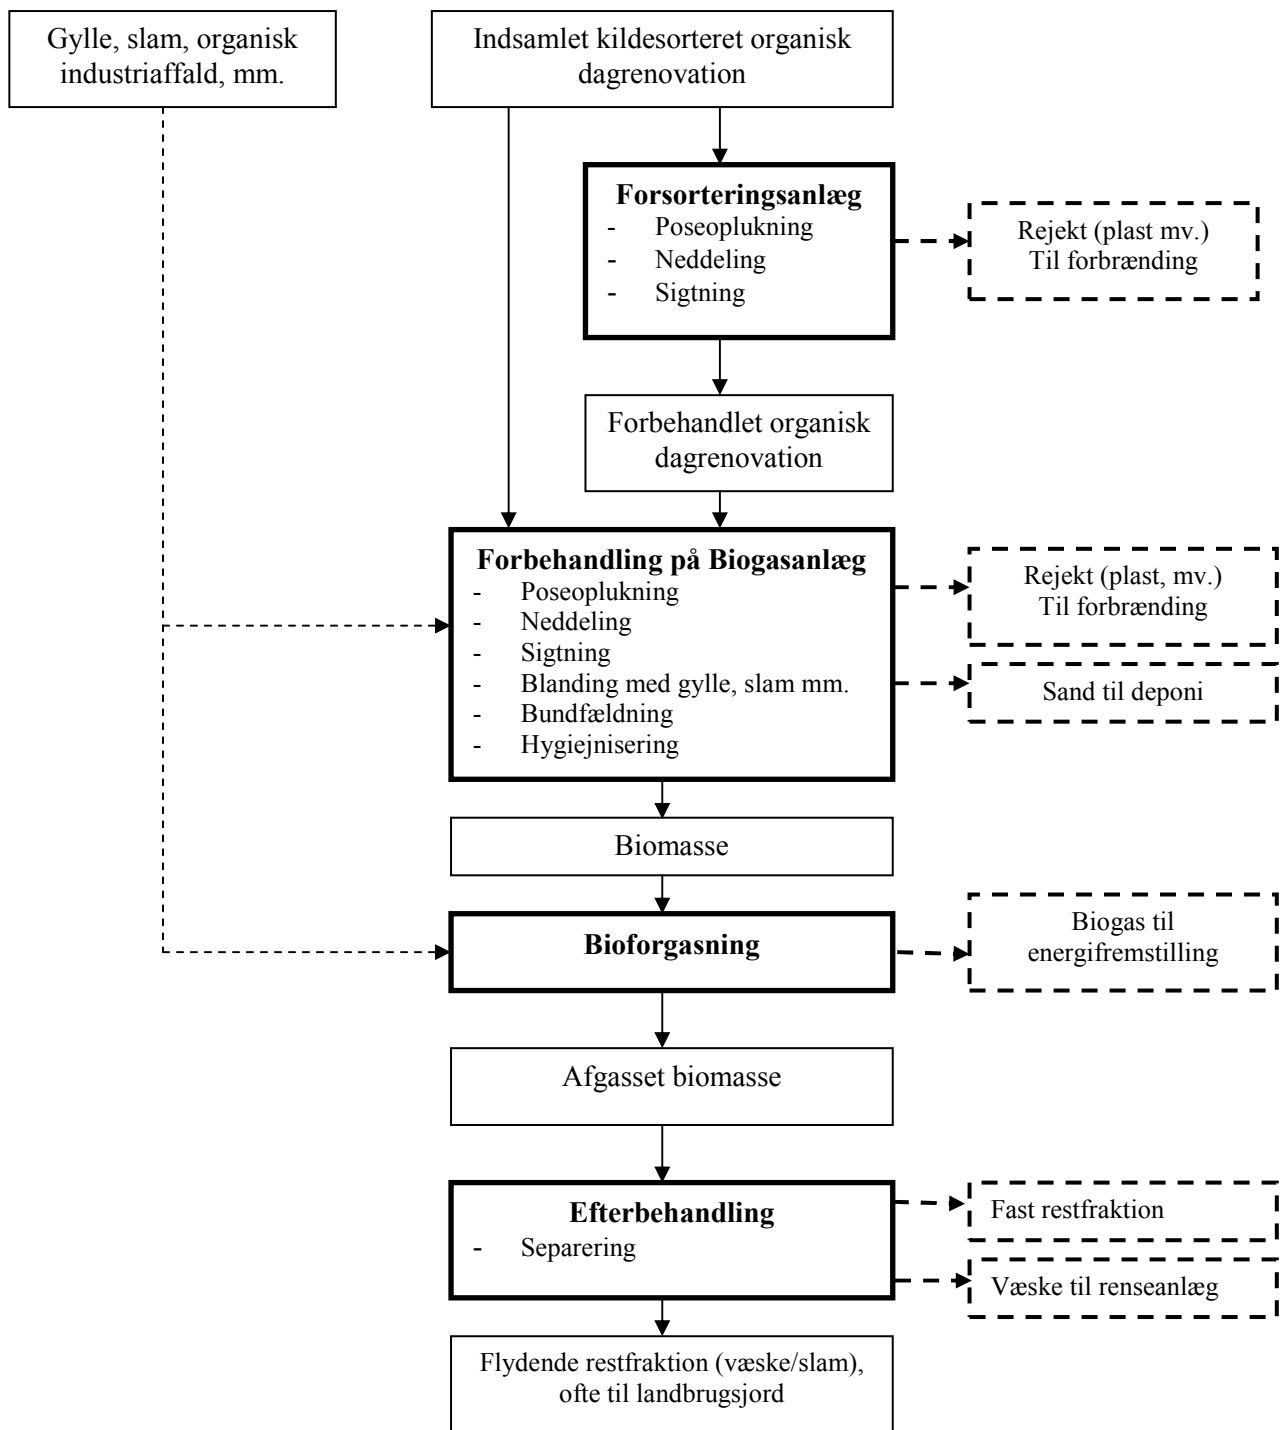 Gylle, slam, organisk
industriaffald, mm.
Indsamlet kildesorteret organisk
dagrenovation
Forsorteringsanlæg
- Poseoplukning
- Neddeling
- Sigtning
Rejekt (plast mv.)
Til forbrænding
Forbehandlet organisk
dagrenovation
Forbehandling på Biogasanlæg
- Poseoplukning
- Neddeling
- Sigtning
- Blanding med gylle, slam mm.
- Bundfældning
- Hygiejnisering
Rejekt (plast, mv.)
Til forbrænding
Sand til deponi
Biomasse
Bioforgasning
Biogas til
energifremstilling
Afgasset biomasse
Efterbehandling
- Separering
Fast restfraktion
Væske til renseanlæg
Flydende restfraktion (væske/slam),
ofte til landbrugsjord